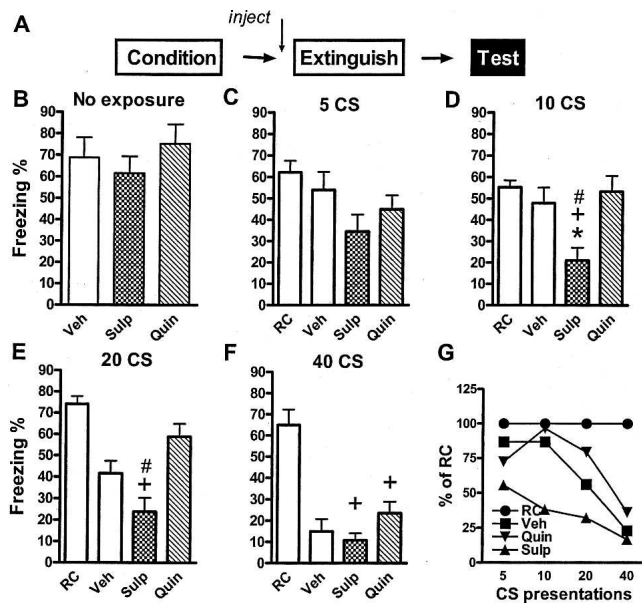 A
inject
Condition
Extinguish
Test
B
No exposure
Freezing %
90
80
70
60
50
40
30
20
10
0
Veh
Sulp
Quin
C
5 CS
90
80
70
60
50
40
30
20
10
0
RC
Veh
Sulp
Quin
D
10 CS
90
80
70
60
50
40
30
20
10
0
#
+
*
RC
Veh
Sulp
Quin
E
20 CS
Freezing %
90
80
70
60
50
40
30
20
10
0
#
+
RC
Veh
Sulp
Quin
F
40 CS
90
80
70
60
50
40
30
20
10
0
+
+
RC
Veh
Sulp
Quin
G
% of RC
125
100
75
50
25
0
RC
Veh
Quin
Sulp
5 10 20 40
CS presentations